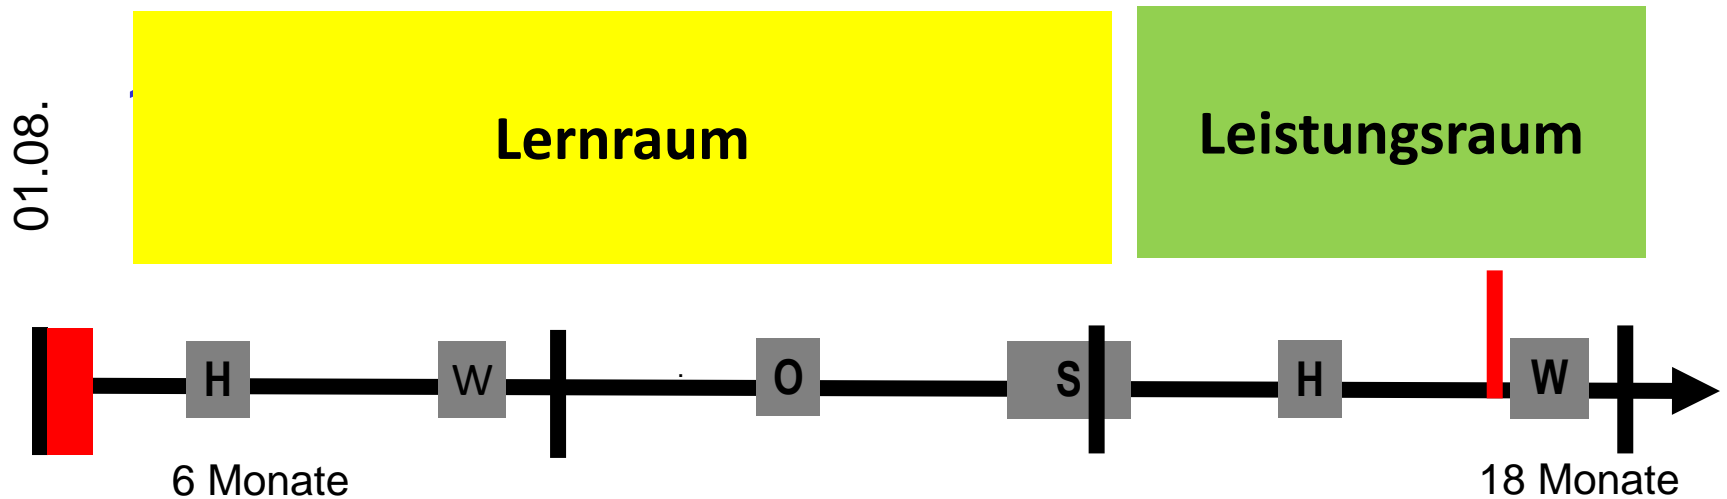 01.08.
Lernraum
Leistungsraum
H
W
O
S
H
W
6 Monate
18 Monate